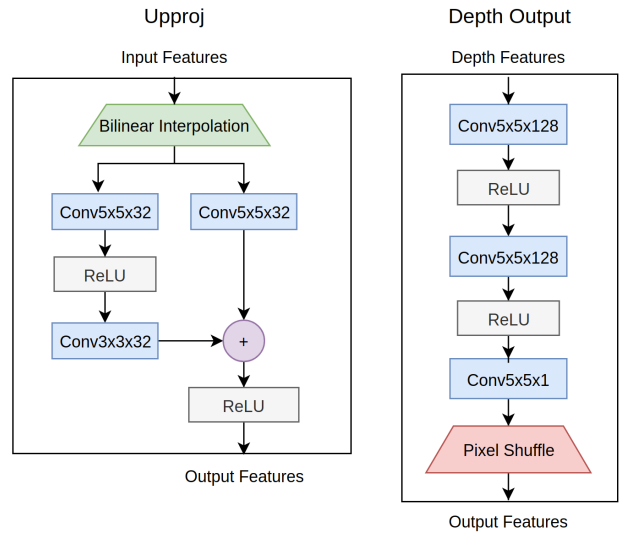 Upproj
Input Features
Bilinear Interpolation
Conv5x5x32
Conv5x5x32
ReLU
Conv3x3x32
+
ReLU
Output Features
Depth Output
Depth Features
Conv5x5x128
ReLU
Conv5x5x128
ReLU
Conv5x5x1
Pixel Shuffle
Output Features